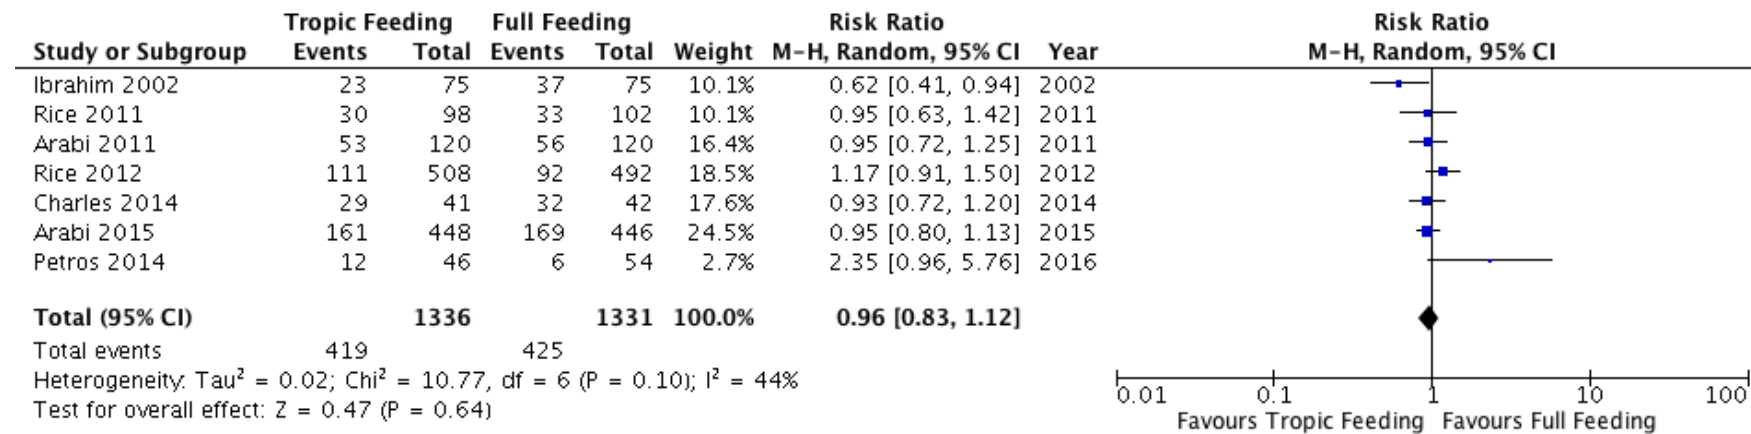 Tropic Feeding Full Feeding Risk Ratio Risk Ratio
Study or Subgroup Events Total Events Total Weight M-H, Random, 95% CI Year M-H, Random, 95% CI
Ibrahim 2002 23 75 37 75 10.1% 0.62 [0.41, 0.94] 2002
Rice 2011 30 98 33 102 10.1% 0.95 [0.63, 1.42] 2011
Arabi 2011 53 120 56 120 16.4% 0.95 [0.72, 1.25] 2011
Rice 2012 111 508 92 492 18.5% 1.17 [0.91, 1.50] 2012
Charles 2014 29 41 32 42 17.6% 0.93 [0.72, 1.20] 2014
Arabi 2015 161 448 169 446 24.5% 0.95 [0.80, 1.13] 2015
Petros 2014 12 46 6 54 2.7% 2.35 [0.96, 5.76] 2016
Total (95% CI) 1336 1331 100.0% 0.96 [0.83, 1.12]
Total events 419 425
Heterogeneity: Tau² = 0.02; Chi² = 10.77, df = 6 (P = 0.10); I² = 44%
Test for overall effect: Z = 0.47 (P = 0.64)
0.01 0.1 1 10 100
Favours Tropic Feeding Favours Full Feeding